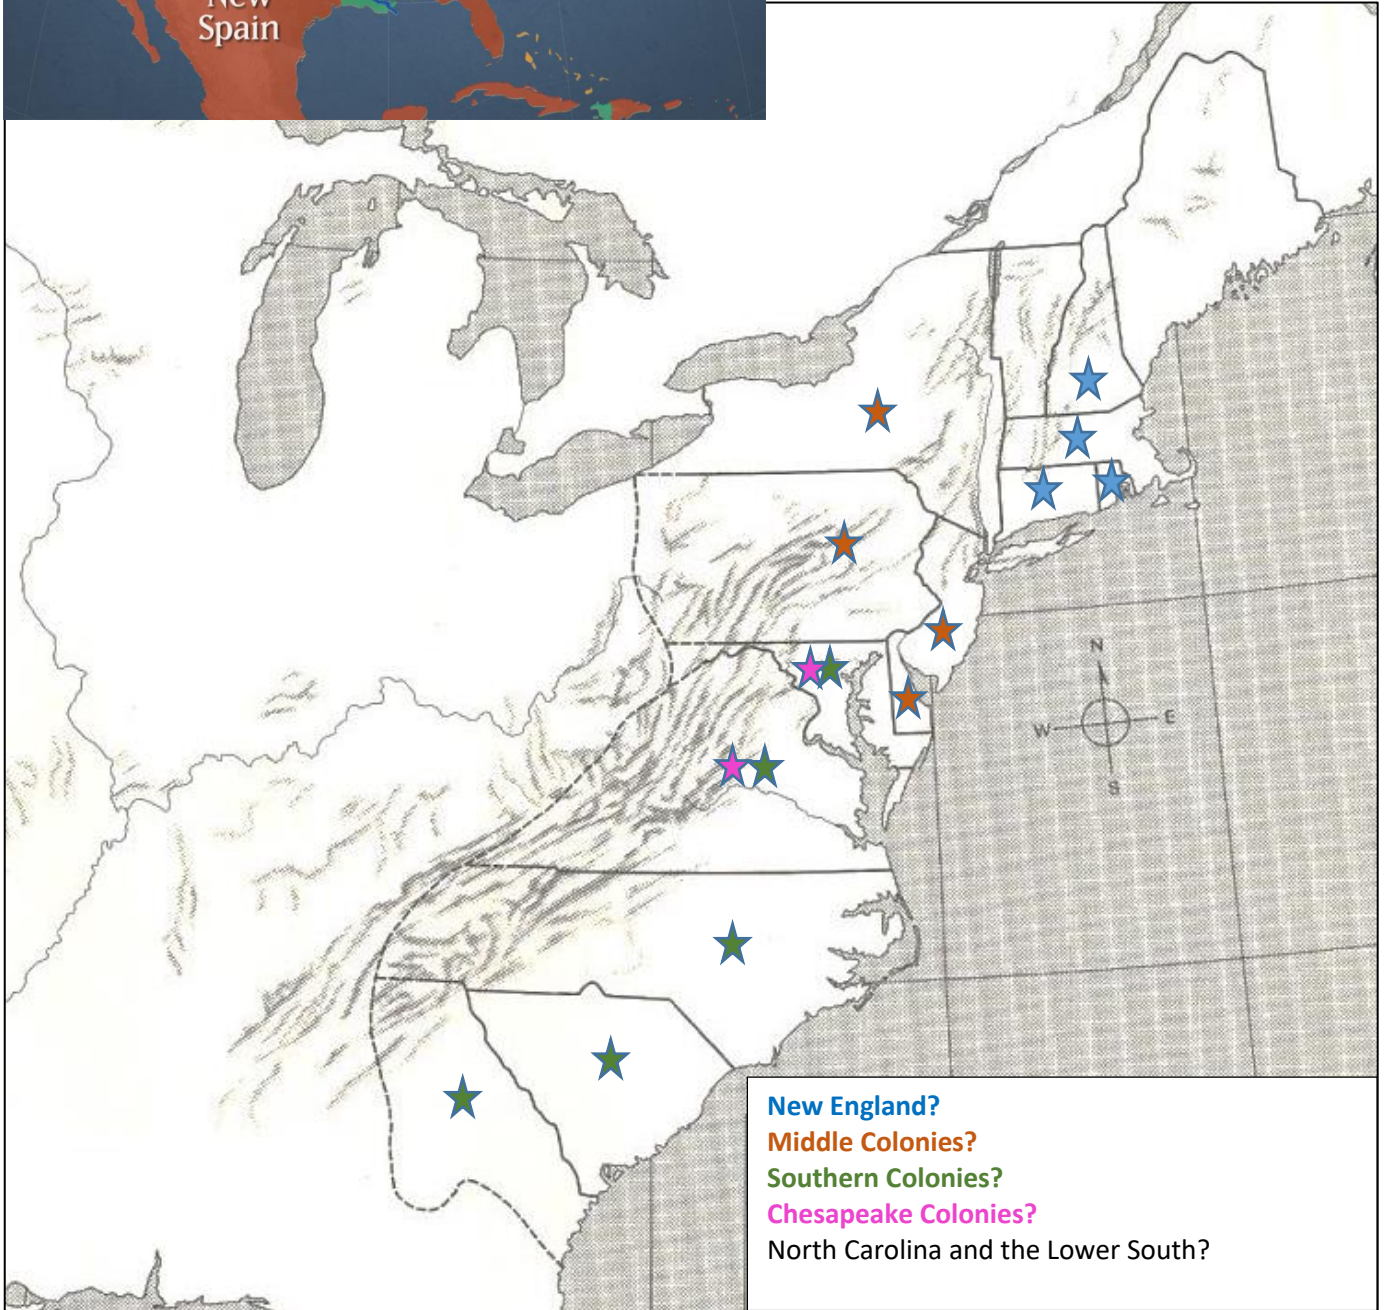 New
Spain
N
W
E
S
New England?
Middle Colonies?
Southern Colonies?
Chesapeake Colonies?
North Carolina and the Lower South?